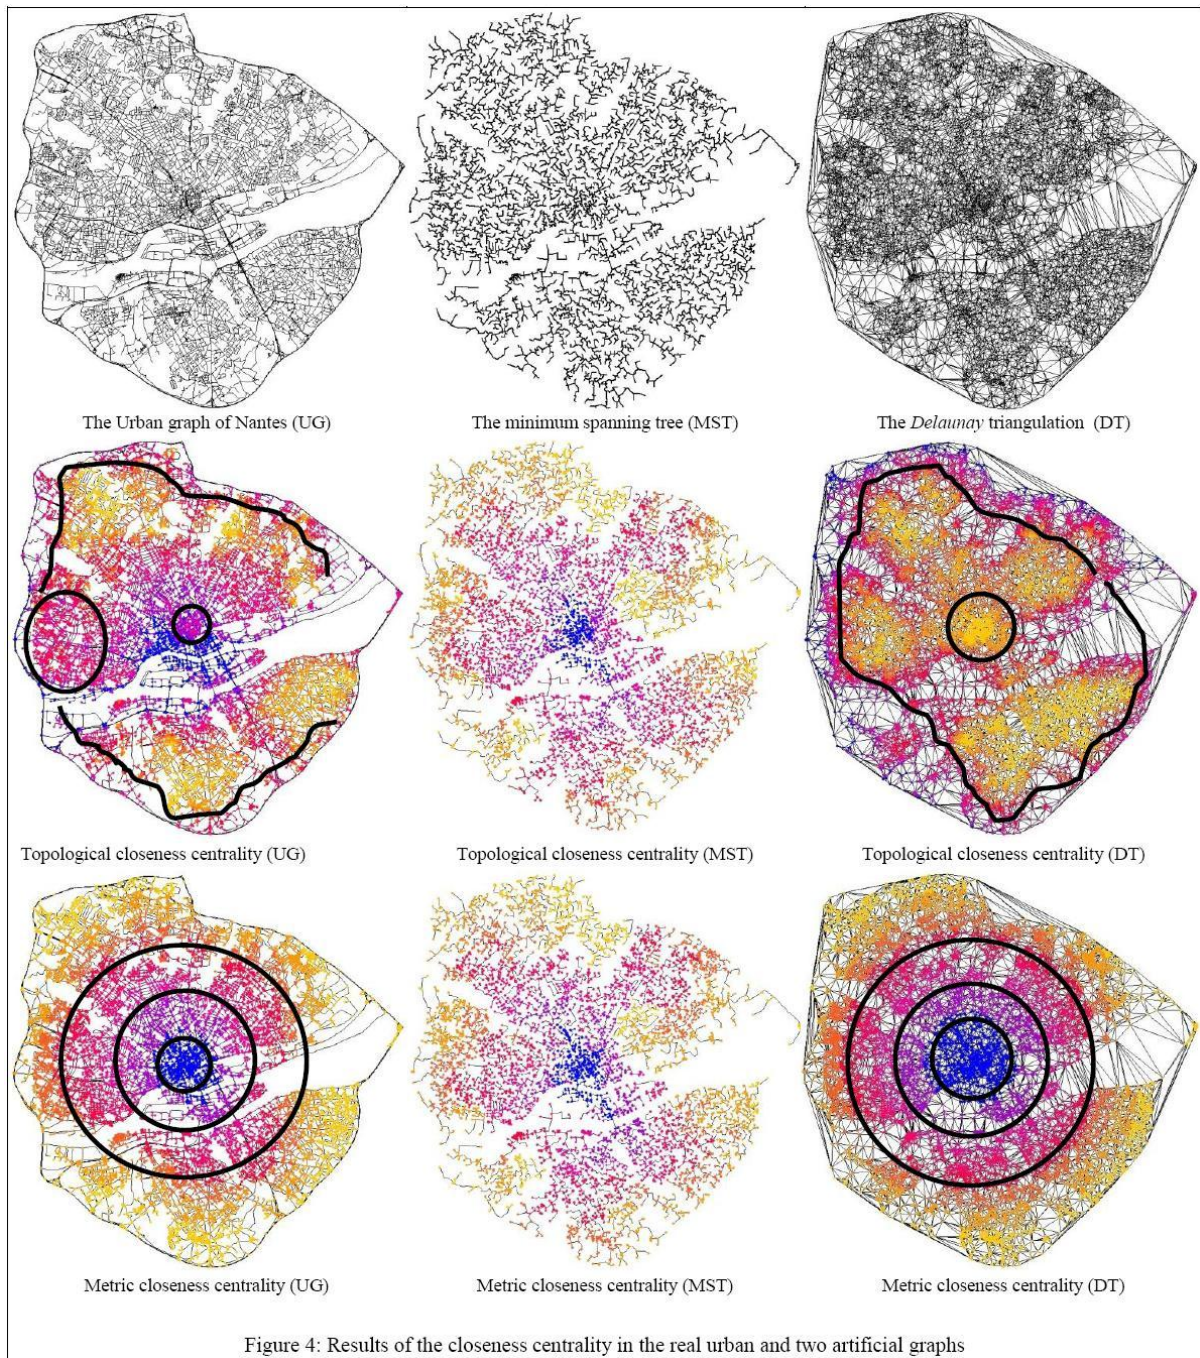 The Urban graph of Nantes (UG)
The minimum spanning tree (MST)
The Delaunay triangulation (DT)
Topological closeness centrality (UG)
Topological closeness centrality (MST)
Topological closeness centrality (DT)
Metric closeness centrality (UG)
Metric closeness centrality (MST)
Metric closeness centrality (DT)
Figure 4: Results of the closeness centrality in the real urban and two artificial graphs